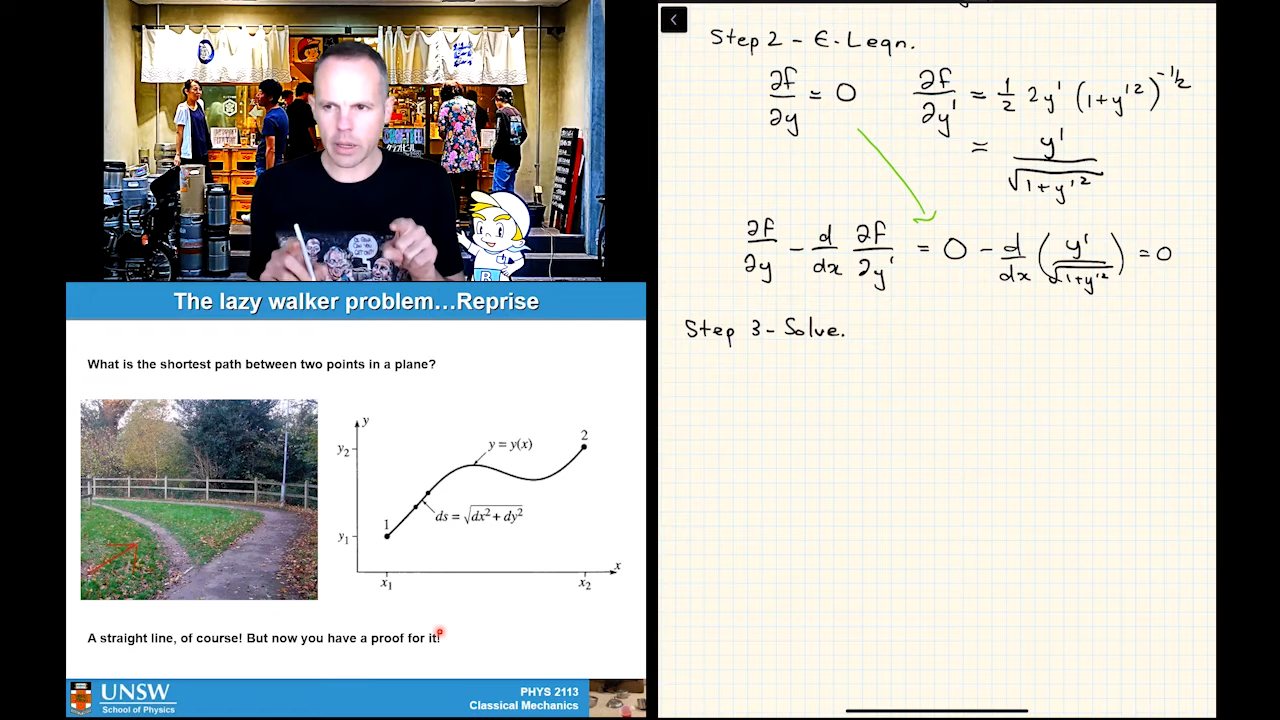 The lazy walker problem…Reprise
What is the shortest path between two points in a plane?
y
y₂
y₁
1
2
y = y(x)
ds = √(dx² + dy²)
x₁
x₂
x
A straight line, of course! But now you have a proof for it!
UNSW
School of Physics
PHYS 2113
Classical Mechanics
Step 2 - E-Leqn.
∂f/∂y = 0 ∂f/∂y' = 1/2 2y' (1+y'²)^-1/2
= y'/√(1+y'²)
∂f/∂y - d/dx ∂f/∂y' = 0 - d/dx (y'/√(1+y'²)) = 0
Step 3 - Solve.